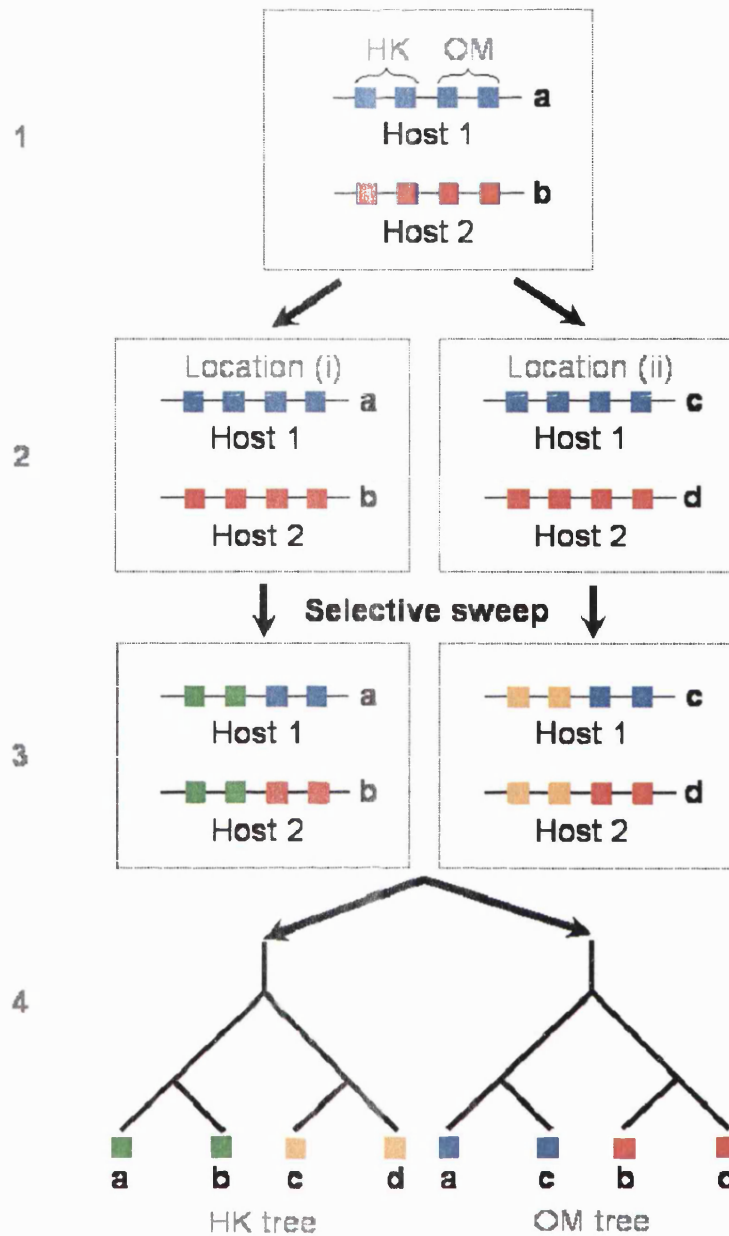 HK OM
a
Host 1
1
b
Host 2
Location (i) Location (ii)
a c
Host 1 Host 1
2
b d
Host 2 Host 2
Selective sweep
a c
Host 1 Host 1
3
b d
Host 2 Host 2
4
a b c d a c b
HK tree OM tree